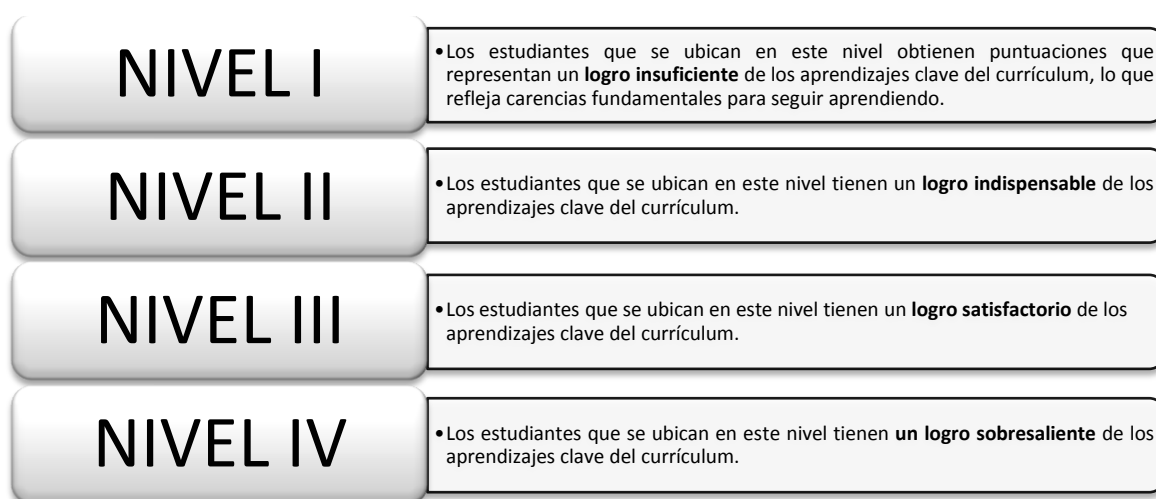 NIVEL I
•Los estudiantes que se ubican en este nivel obtienen puntuaciones que
representan un logro insuficiente de los aprendizajes clave del currículum, lo que
refleja carencias fundamentales para seguir aprendiendo.
NIVEL II
•Los estudiantes que se ubican en este nivel tienen un logro indispensable de los
aprendizajes clave del currículum.
NIVEL III
•Los estudiantes que se ubican en este nivel tienen un logro satisfactorio de los
aprendizajes clave del currículum.
NIVEL IV
•Los estudiantes que se ubican en este nivel tienen un logro sobresaliente de los
aprendizajes clave del currículum.